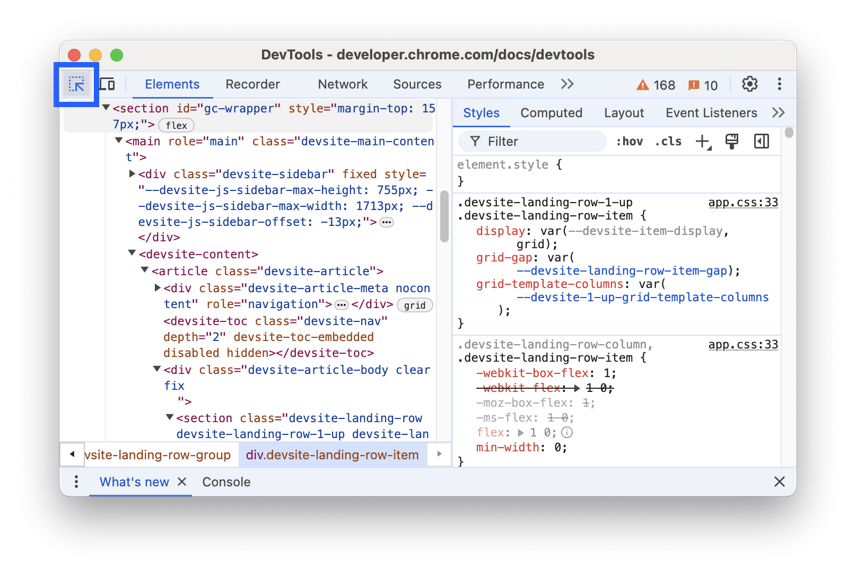 DevTools - developer.chrome.com/docs/devtools
Elements Recorder Network Sources Performance 168 10
<section id="gc-wrapper" style="margin-top: 15
7px;"> flex
<main role="main" class="devsite-main-conten
t">
<div class="devsite-sidebar" fixed style=
"--devsite-js-sidebar-max-height: 755px; -
-devsite-js-sidebar-max-width: 1713px; --d
evsite-js-sidebar-offset: -13px;">
</div>
<devsite-content>
<article class="devsite-article">
<div class="devsite-article-meta nocon
tent" role="navigation"> </div> grid
<devsite-toc class="devsite-nav"
depth="2" devsite-toc-embedded
disabled hidden></devsite-toc>
<div class="devsite-article-body clear
fix
">
<section class="devsite-landing-row
devsite-landing-row-1-up devsite-lan
vsite-landing-row-group div.devsite-landing-row-item
Styles Computed Layout Event Listeners
Filter :hov .cls
element.style {
}
.devsite-landing-row-1-up app.css:33
.devsite-landing-row-item {
display: var(--devsite-item-display,
grid);
grid-gap: var(
--devsite-landing-row-item-gap);
grid-template-columns: var(
--devsite-1-up-grid-template-columns
);
}
.devsite-landing-row-column, app.css:33
.devsite-landing-row-item {
-webkit-box-flex: 1;
-webkit-flex: 1 0;
-moz-box-flex: 1;
-ms-flex: 1 0;
flex: 1 0;
min-width: 0;
}
What's new Console